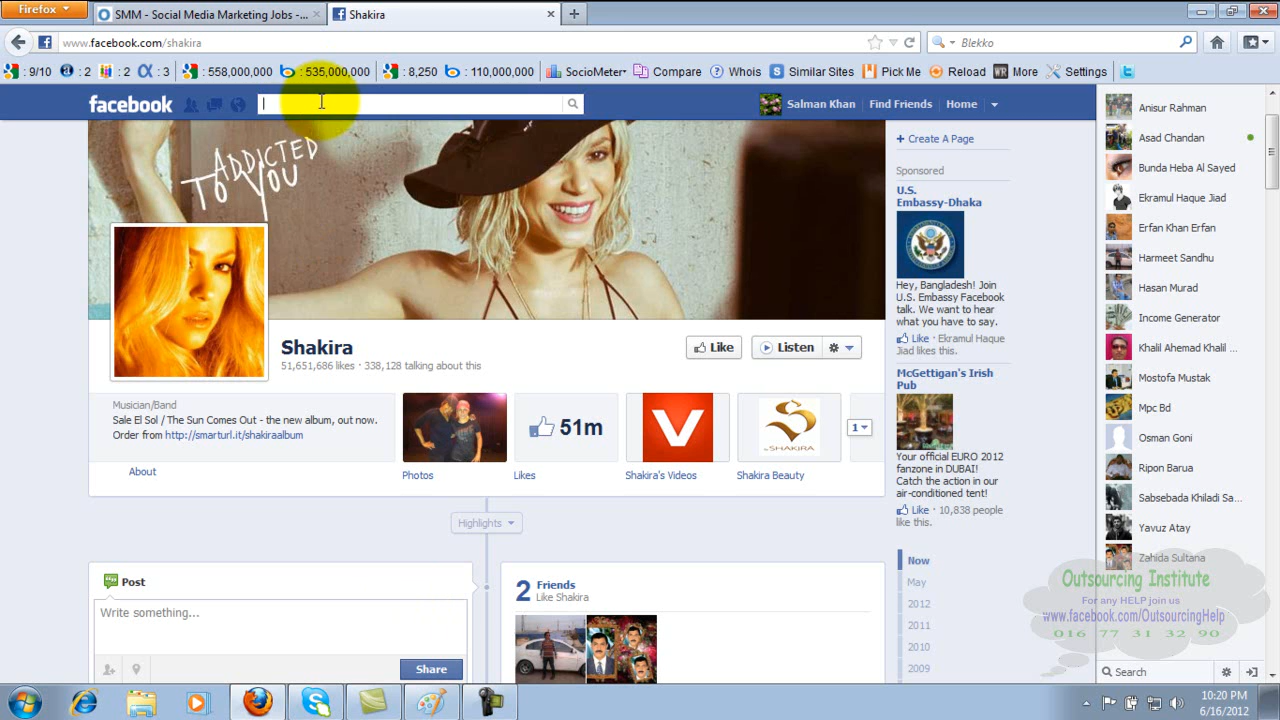 Firefox
SMM - Social Media Marketing Jobs -...
Shakira
www.facebook.com/shakira
Blekko
: 9/10
: 2
: 2
: 3
: 558,000,000
: 535,000,000
: 8,250
: 110,000,000
SocioMeter
Compare
Whois
Similar Sites
Pick Me
Reload
More
Settings
facebook
Salman Khan
Find Friends
Home
ADDICTED
TO YOU
Shakira
51,651,686 likes · 338,128 talking about this
Like
Listen
Musician/Band
Sale El Sol / The Sun Comes Out - the new album, out now.
Order from http://smarturl.it/shakiraalbum
About
Photos
51m
Likes
Shakira's Videos
by SHAKIRA
Shakira Beauty
1
Highlights
Post
Write something...
Share
2 Friends
Like Shakira
+ Create A Page
Sponsored
U.S.
Embassy-Dhaka
Hey, Bangladesh! Join
U.S. Embassy Facebook
talk. We want to hear
what you have to say.
Like · Ekramul Haque
Jiad likes this.
McGettigan's Irish
Pub
Your official EURO 2012
fanzone in DUBAI!
Catch the action in our
air-conditioned tent!
Like · 10,838 people
like this.
Now
May
2012
2011
2010
2009
Anisur Rahman
Asad Chandan
Bunda Heba Al Sayed
Ekramul Haque Jiad
Erfan Khan Erfan
Harmeet Sandhu
Hasan Murad
Income Generator
Khalil Ahemad Khalil ...
Mostofa Mustak
Mpc Bd
Osman Goni
Ripon Barua
Sabsebada Khiladi Sa...
Yavuz Atay
Zahida Sultana
Outsourcing Institute
For any HELP join us
www.facebook.com/OutsourcingHelp
016 77 31 32 90
Search
10:20 PM
6/16/2012